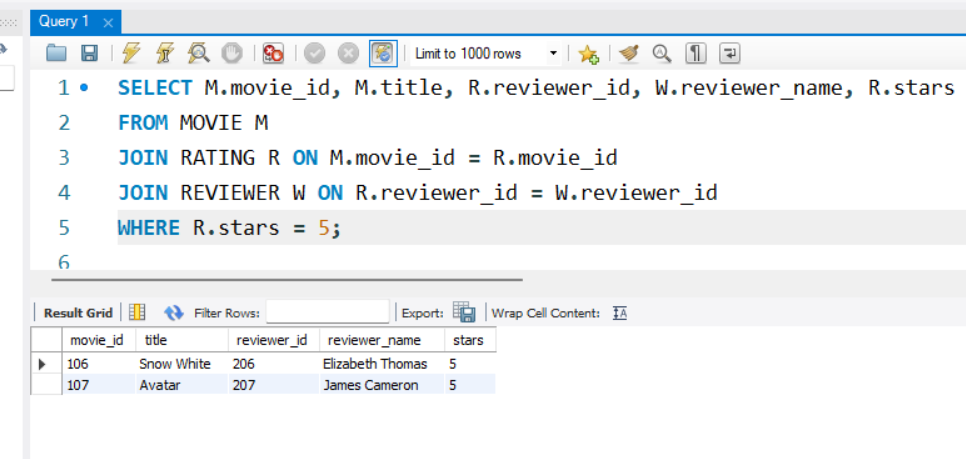 Query 1
Limit to 1000 rows
1 SELECT M.movie_id, M.title, R.reviewer_id, W.reviewer_name, R.stars
2 FROM MOVIE M
3 JOIN RATING R ON M.movie_id = R.movie_id
4 JOIN REVIEWER W ON R.reviewer_id = W.reviewer_id
5 WHERE R.stars = 5;
6
Result Grid Filter Rows: Export: Wrap Cell Content: IA
movie_id title reviewer_id reviewer_name stars
106 Snow White 206 Elizabeth Thomas 5
107 Avatar 207 James Cameron 5